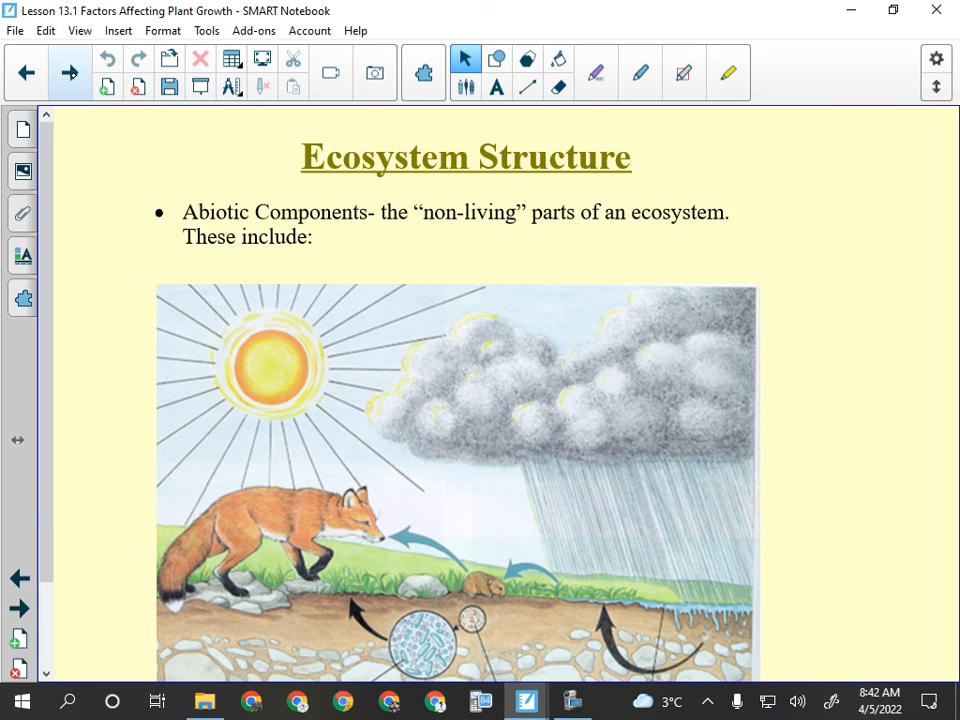 Lesson 13.1 Factors Affecting Plant Growth - SMART Notebook
File Edit View Insert Format Tools Add-ons Account Help
Ecosystem Structure
• Abiotic Components- the “non-living” parts of an ecosystem.
These include:
3°C
8:42 AM
4/5/2022